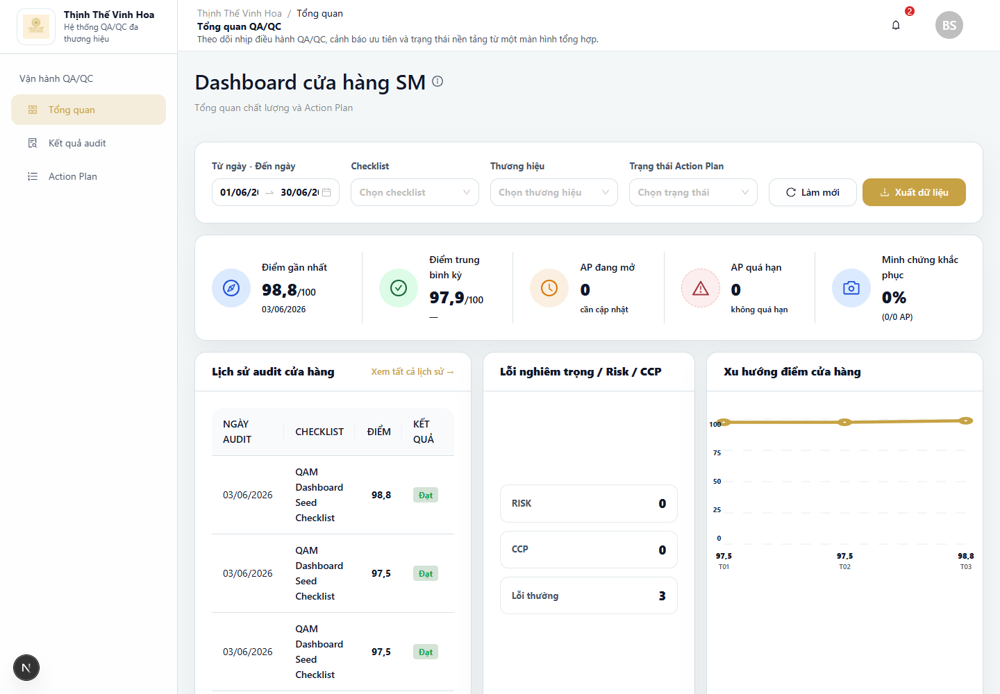 Thịnh Thế Vinh Hoa
Hệ thống QA/QC đa
thương hiệu
Vận hành QA/QC
Tổng quan
Kết quả audit
Action Plan
N
Thịnh Thế Vinh Hoa / Tổng quan
Tổng quan QA/QC
Theo dõi nhịp điều hành QA/QC, cảnh báo ưu tiên và trạng thái nền tảng từ một màn hình tổng hợp.
2
BS
Dashboard cửa hàng SM
Tổng quan chất lượng và Action Plan
Từ ngày - Đến ngày
01/06/20
30/06/20
Checklist
Chọn checklist
Thương hiệu
Chọn thương hiệu
Trạng thái Action Plan
Chọn trạng thái
Làm mới
Xuất dữ liệu
Điểm gần nhất
98,8/100
03/06/2026
Điểm trung
bình kỳ
97,9/100
—
AP đang mở
0
cần cập nhật
AP quá hạn
0
không quá hạn
Minh chứng khắc
phục
0%
(0/0 AP)
Lịch sử audit cửa hàng
Xem tất cả lịch sử →
NGÀY
AUDIT
CHECKLIST
ĐIỂM
KẾT
QUẢ
03/06/2026
QAM
Dashboard
Seed
Checklist
98,8
Đạt
03/06/2026
QAM
Dashboard
Seed
Checklist
97,5
Đạt
03/06/2026
QAM
Dashboard
Seed
Checklist
97,5
Đạt
Lỗi nghiêm trọng / Risk / CCP
RISK 0
CCP 0
Lỗi thường 3
Xu hướng điểm cửa hàng
100
75
50
25
0
97,5
T01
97,5
T02
98,8
T03